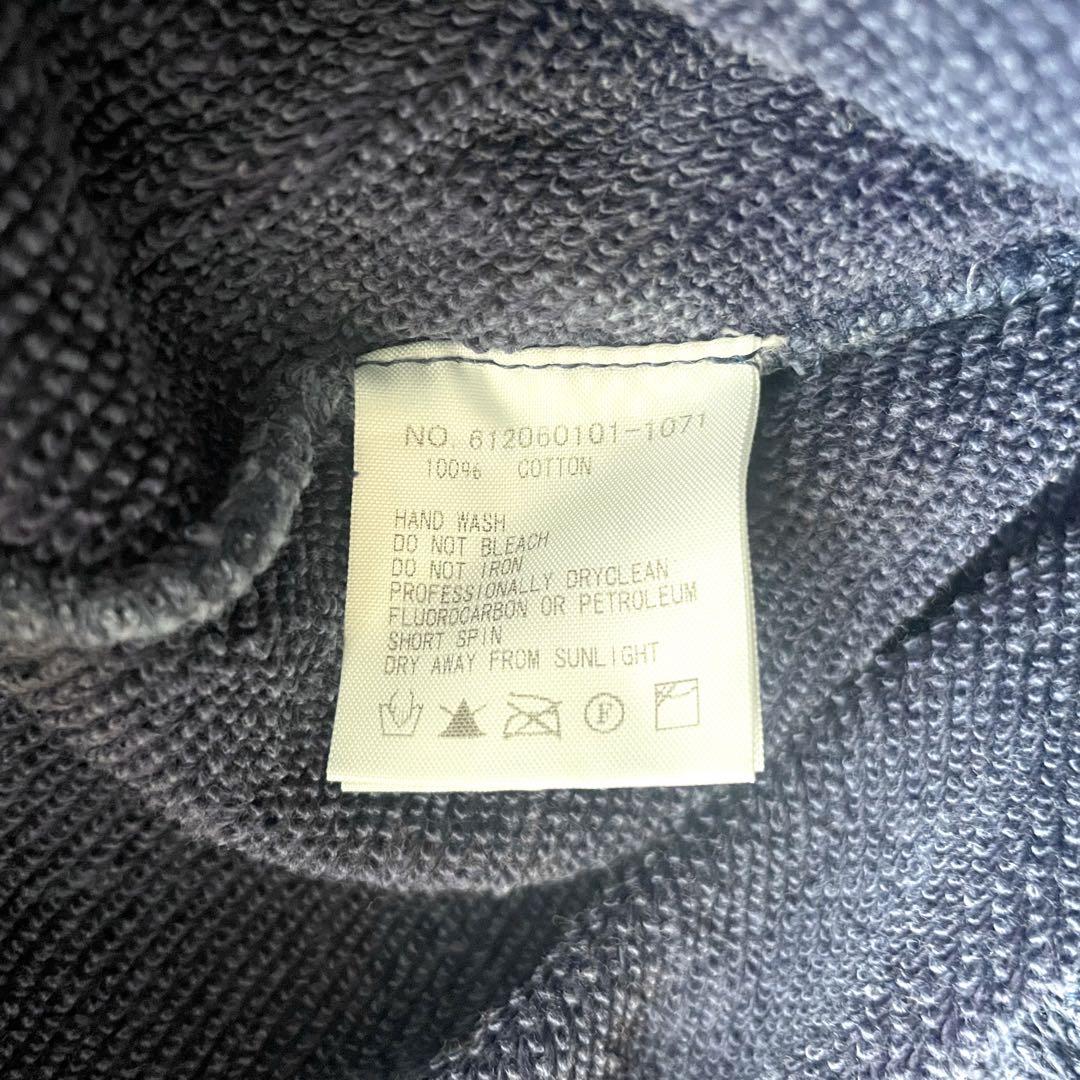 NO. 612060101-1071
100% COTTON
HAND WASH
DO NOT BLEACH
DO NOT IRON
PROFESSIONALLY DRYCLEAN
FLUOROCARBON OR PETROLEUM
SHORT SPIN
DRY AWAY FROM SUNLIGHT
F